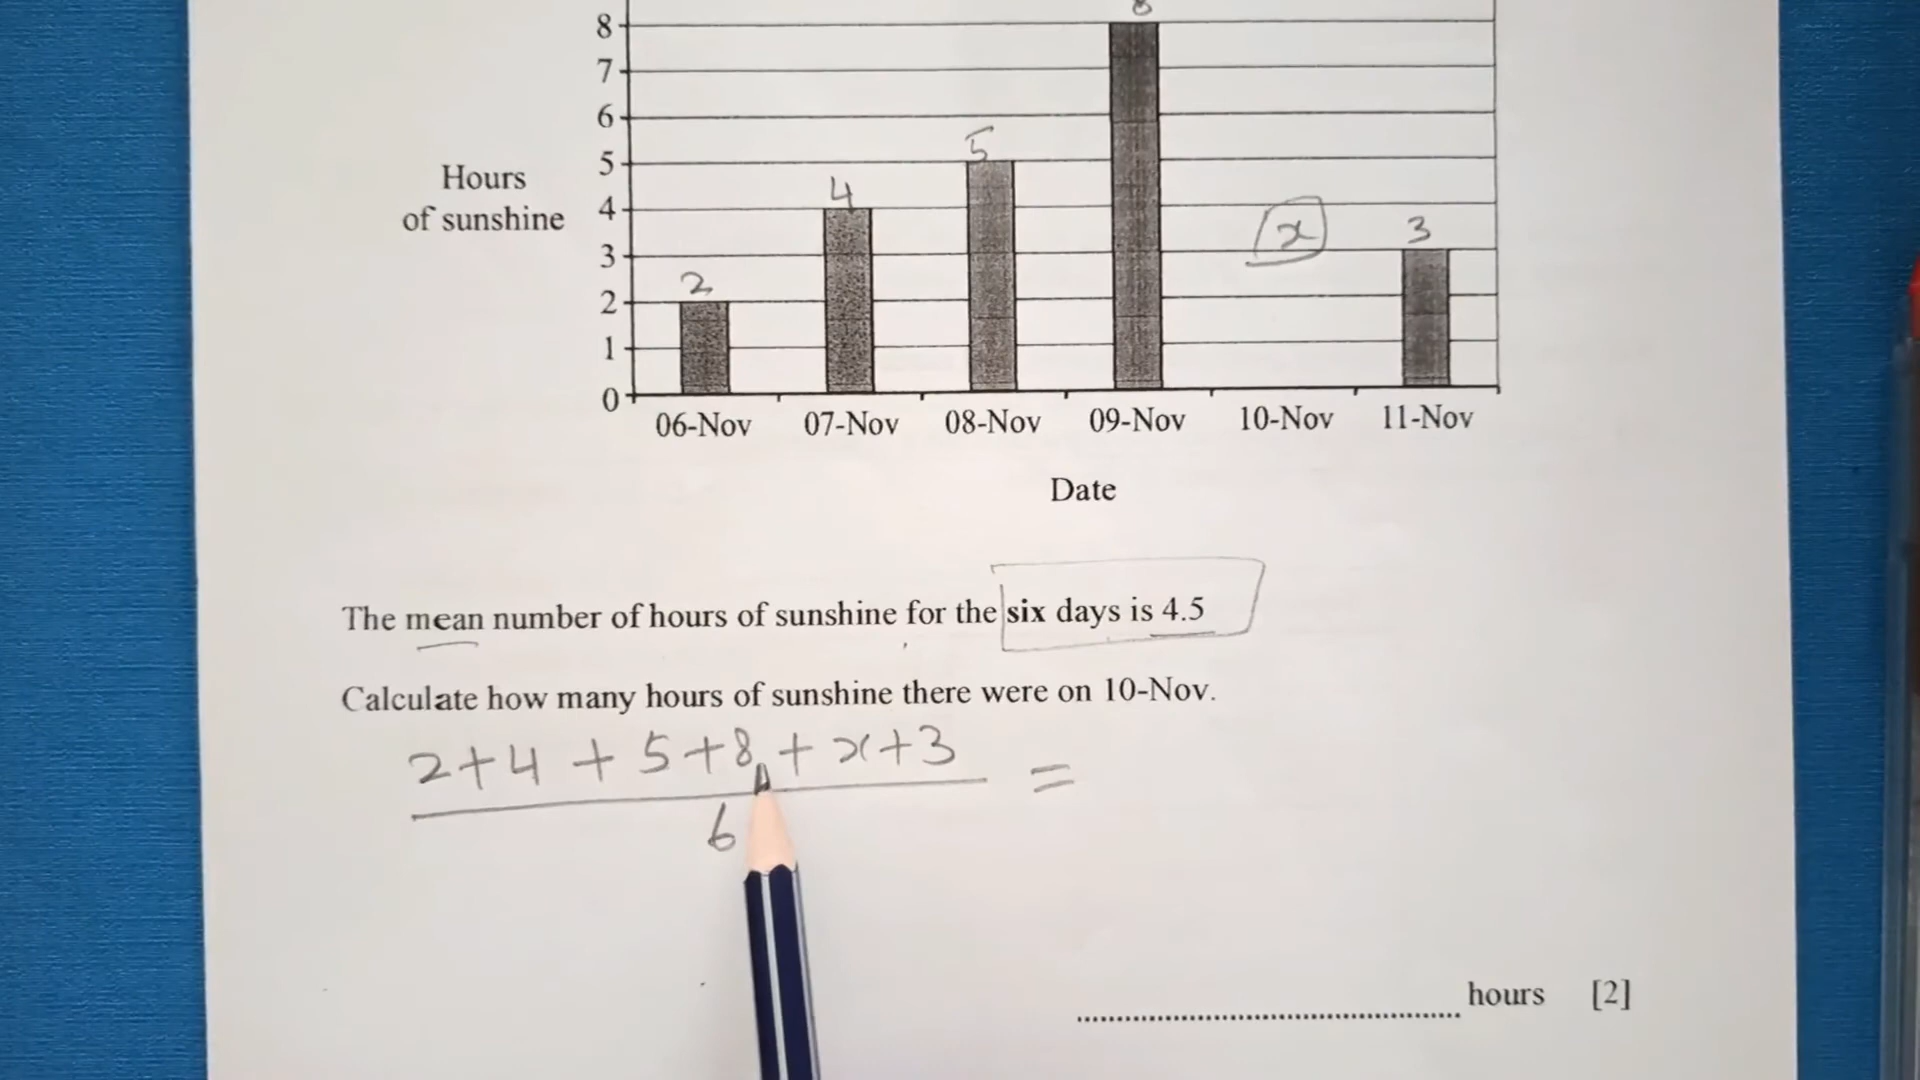 8
8
7
6
5
5
Hours
of sunshine
4
4
x
3
3
2
2
1
0
06-Nov 07-Nov 08-Nov 09-Nov 10-Nov 11-Nov
Date
The mean number of hours of sunshine for the six days is 4.5
Calculate how many hours of sunshine there were on 10-Nov.
2+4 + 5+8 + x+3 =
6
hours [2]